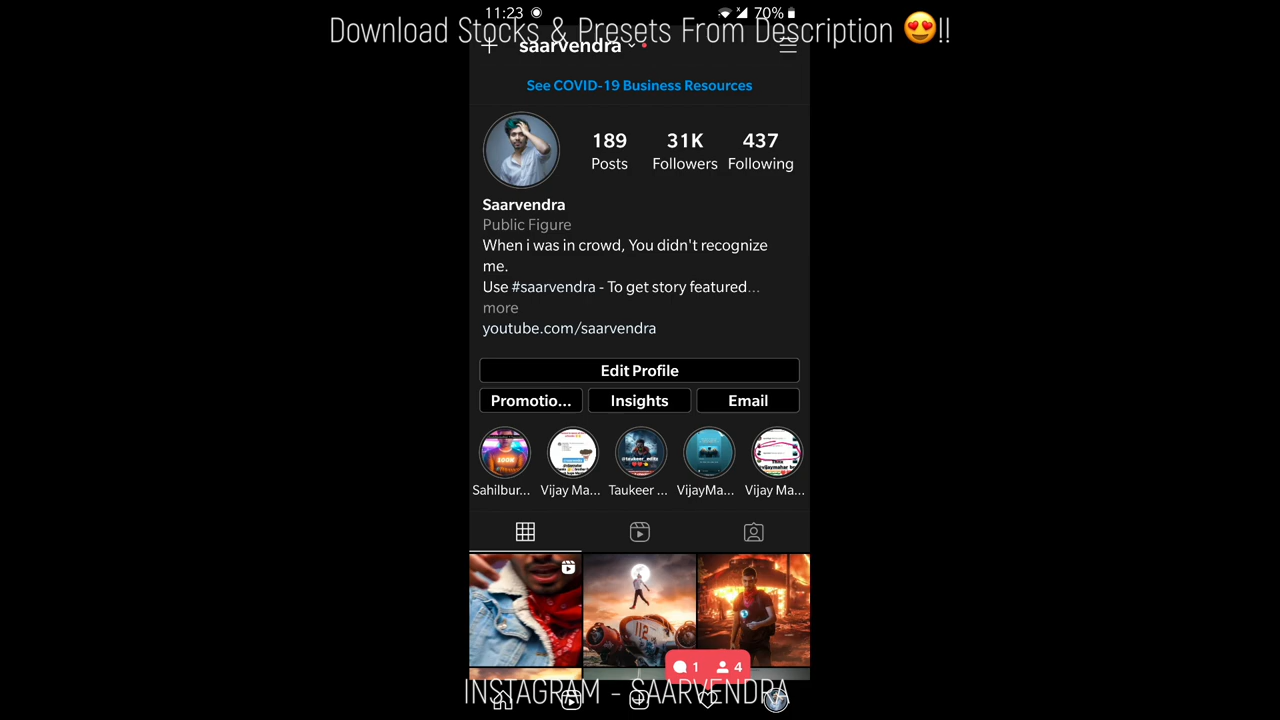 11:23
70%
Download Stocks & Presets From Description 😍!!
saarvendra
See COVID-19 Business Resources
189
31K
437
Posts
Followers
Following
Saarvendra
Public Figure
When i was in crowd, You didn't recognize
me.
Use #saarvendra - To get story featured...
more
youtube.com/saarvendra
Edit Profile
Promotio...
Insights
Email
Sahilbur...
Vijay Ma...
Taukeer ...
VijayMa...
Vijay Ma...
1
4
INSTAGRAM - SAARVENDRA